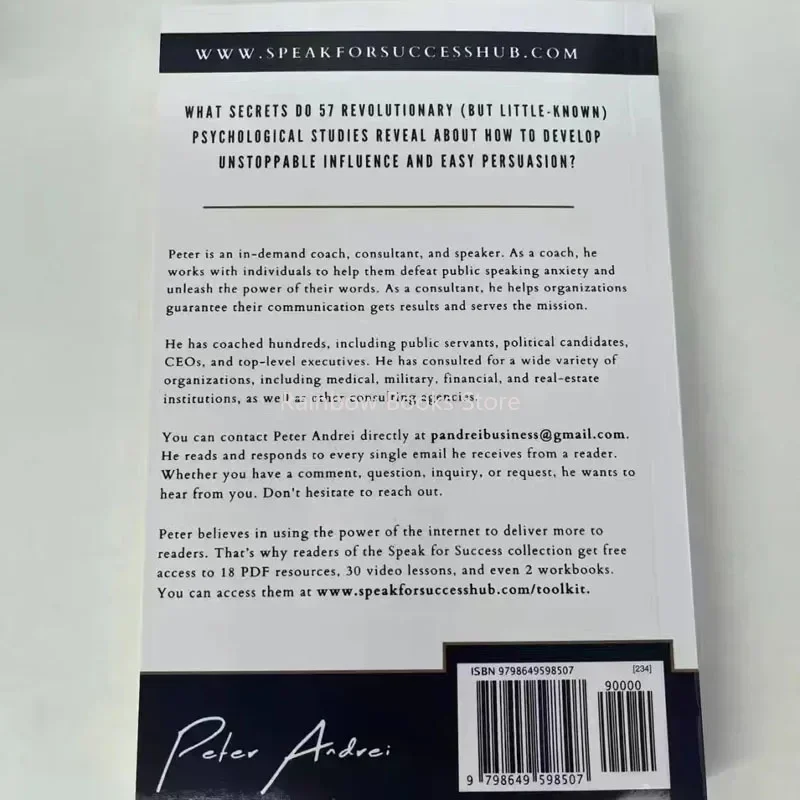 WWW.SPEAKFORSUCCESSHUB.COM
WHAT SECRETS DO 57 REVOLUTIONARY (BUT LITTLE-KNOWN)
PSYCHOLOGICAL STUDIES REVEAL ABOUT HOW TO DEVELOP
UNSTOPPABLE INFLUENCE AND EASY PERSUASION?
Peter is an in-demand coach, consultant, and speaker. As a coach, he
works with individuals to help them defeat public speaking anxiety and
unleash the power of their words. As a consultant, he helps organizations
guarantee their communication gets results and serves the mission.
He has coached hundreds, including public servants, political candidates,
CEOs, and top-level executives. He has consulted for a wide variety of
organizations, including medical, military, financial, and real-estate
institutions, as well as other consulting agencies.
Rainbow Books Store
You can contact Peter Andrei directly at pandreibusiness@gmail.com.
He reads and responds to every single email he receives from a reader.
Whether you have a comment, question, inquiry, or request, he wants to
hear from you. Don't hesitate to reach out.
Peter believes in using the power of the internet to deliver more to
readers. That's why readers of the Speak for Success collection get free
access to 18 PDF resources, 30 video lessons, and even 2 workbooks.
You can access them at www.speakforsuccesshub.com/toolkit.
ISBN 9798649598507
[234]
90000
9 798649 598507
Peter Andrei